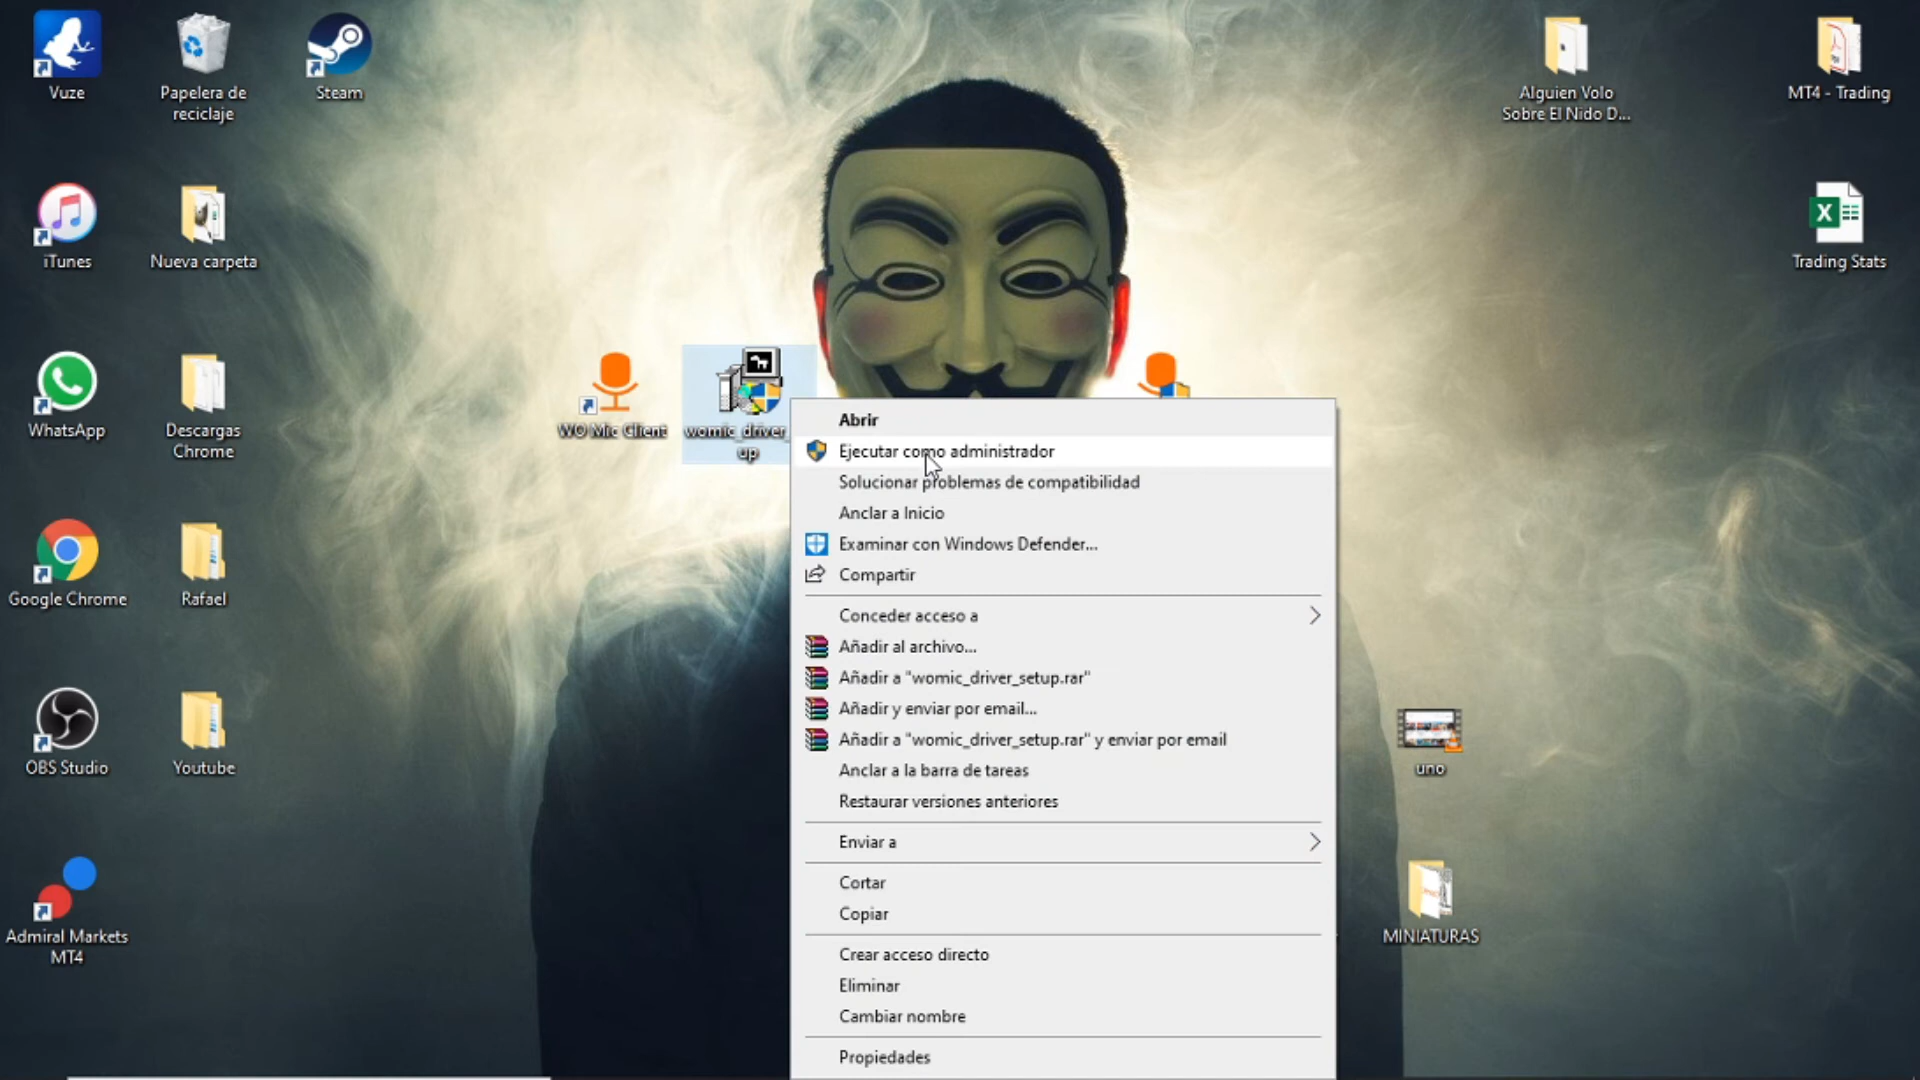 Vuze
Papelera de
reciclaje
Steam
Alguien Volo
Sobre El Nido D...
MT4 - Trading
iTunes
Nueva carpeta
Trading Stats
WhatsApp
Descargas
Chrome
WO Mic Client
womic_driver_
up
Google Chrome
Rafael
OBS Studio
Youtube
uno
Admiral Markets
MT4
MINIATURAS
Abrir
Ejecutar como administrador
Solucionar problemas de compatibilidad
Anclar a Inicio
Examinar con Windows Defender...
Compartir
Conceder acceso a
Añadir al archivo...
Añadir a "womic_driver_setup.rar"
Añadir y enviar por email...
Añadir a "womic_driver_setup.rar" y enviar por email
Anclar a la barra de tareas
Restaurar versiones anteriores
Enviar a
Cortar
Copiar
Crear acceso directo
Eliminar
Cambiar nombre
Propiedades